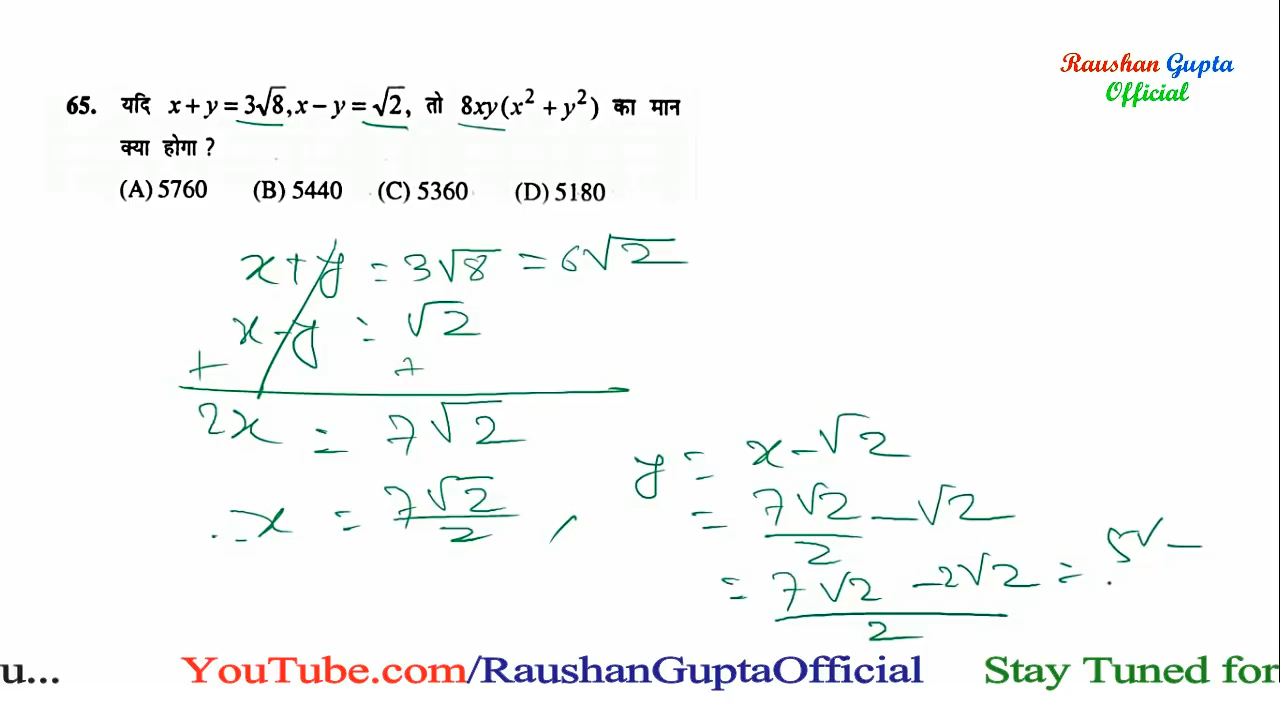 Raushan Gupta
Official
65. यदि x + y = 3√8, x − y = √2, तो 8xy(x² + y²) का मान
क्या होगा ?
(A) 5760 (B) 5440 (C) 5360 (D) 5180
x + y = 3√8 = 6√2
x - y = √2
+ +
2x = 7√2
∴ x = 7√2/2 ,
y = x - √2
= 7√2/2 - √2
= (7√2 - 2√2)/2 = 5√
u... YouTube.com/RaushanGuptaOfficial Stay Tuned for